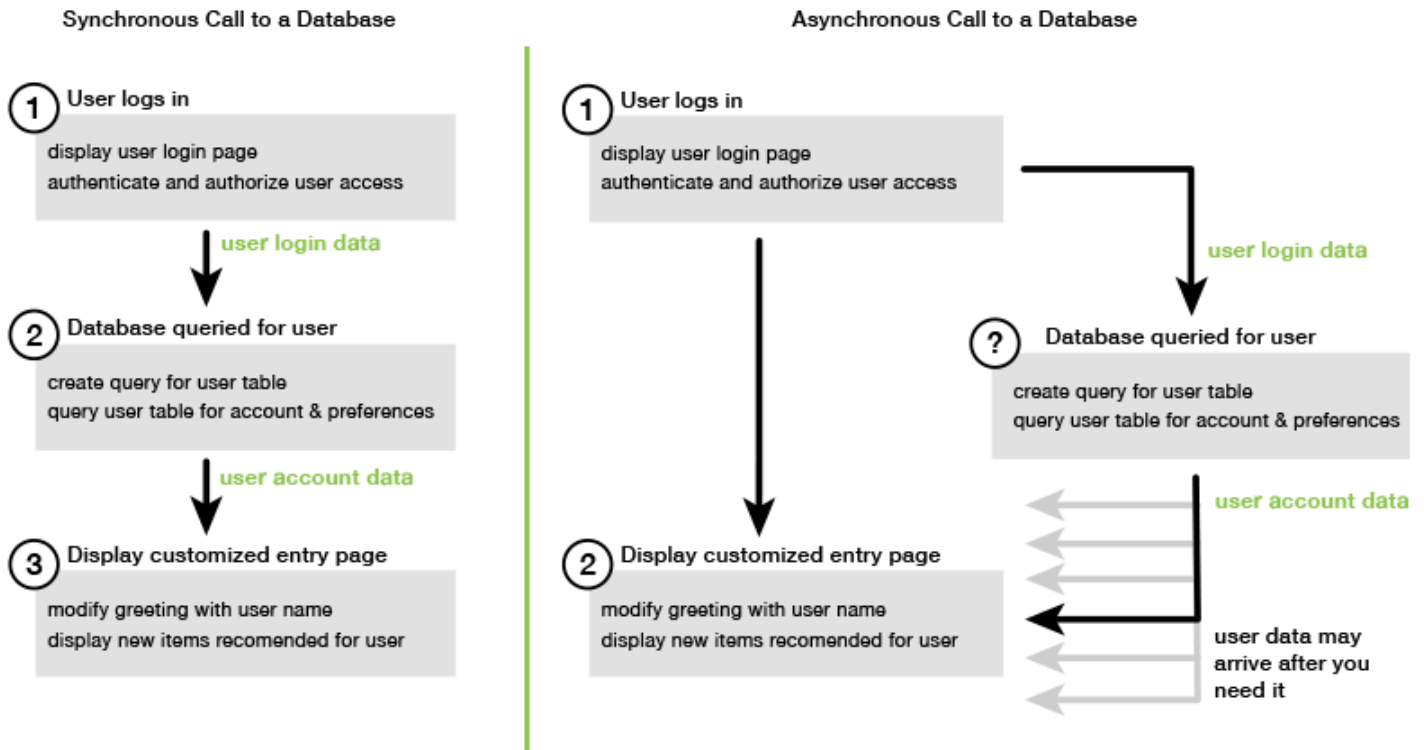 Synchronous Call to a Database
1
User logs in
display user login page
authenticate and authorize user access
user login data
2
Database queried for user
create query for user table
query user table for account & preferences
user account data
3
Display customized entry page
modify greeting with user name
display new items recomended for user
Asynchronous Call to a Database
1
User logs in
display user login page
authenticate and authorize user access
user login data
?
Database queried for user
create query for user table
query user table for account & preferences
user account data
2
Display customized entry page
modify greeting with user name
display new items recomended for user
user data may
arrive after you
need it